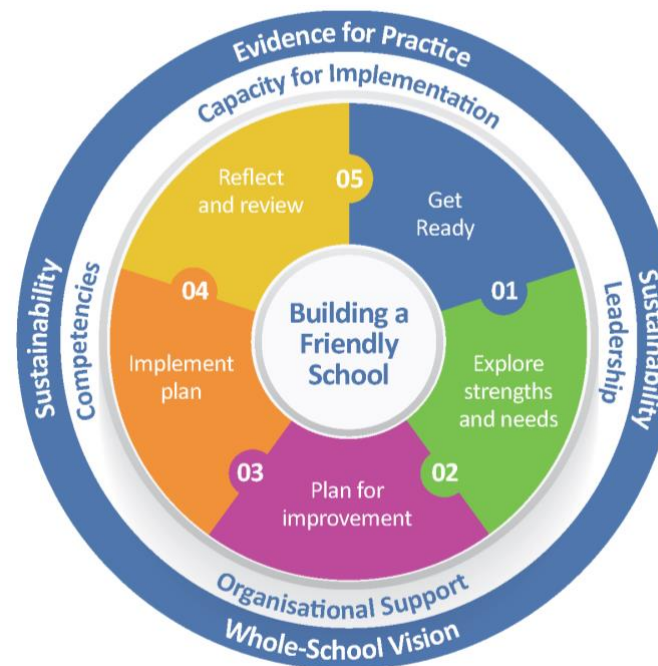 Evidence for Practice
Capacity for Implementation
05
Reflect
and review
Get
Ready
04
01
Sustainability
Competencies
Building a
Friendly
School
Leadership
Sustainability
Implement
plan
Explore
strengths
and needs
03
02
Plan for
improvement
Organisational Support
Whole-School Vision